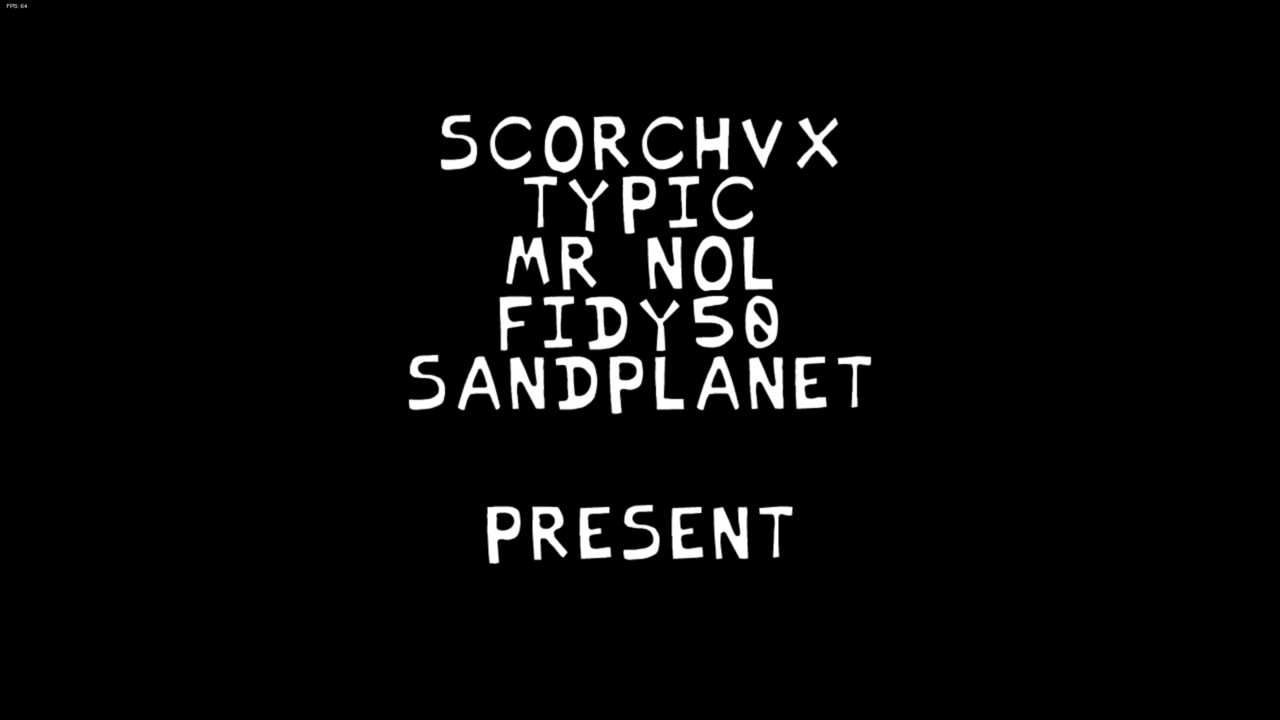 FPS: 64
SCORCHVX
TYPIC
MR NOL
FIDY50
SANDPLANET
PRESENT